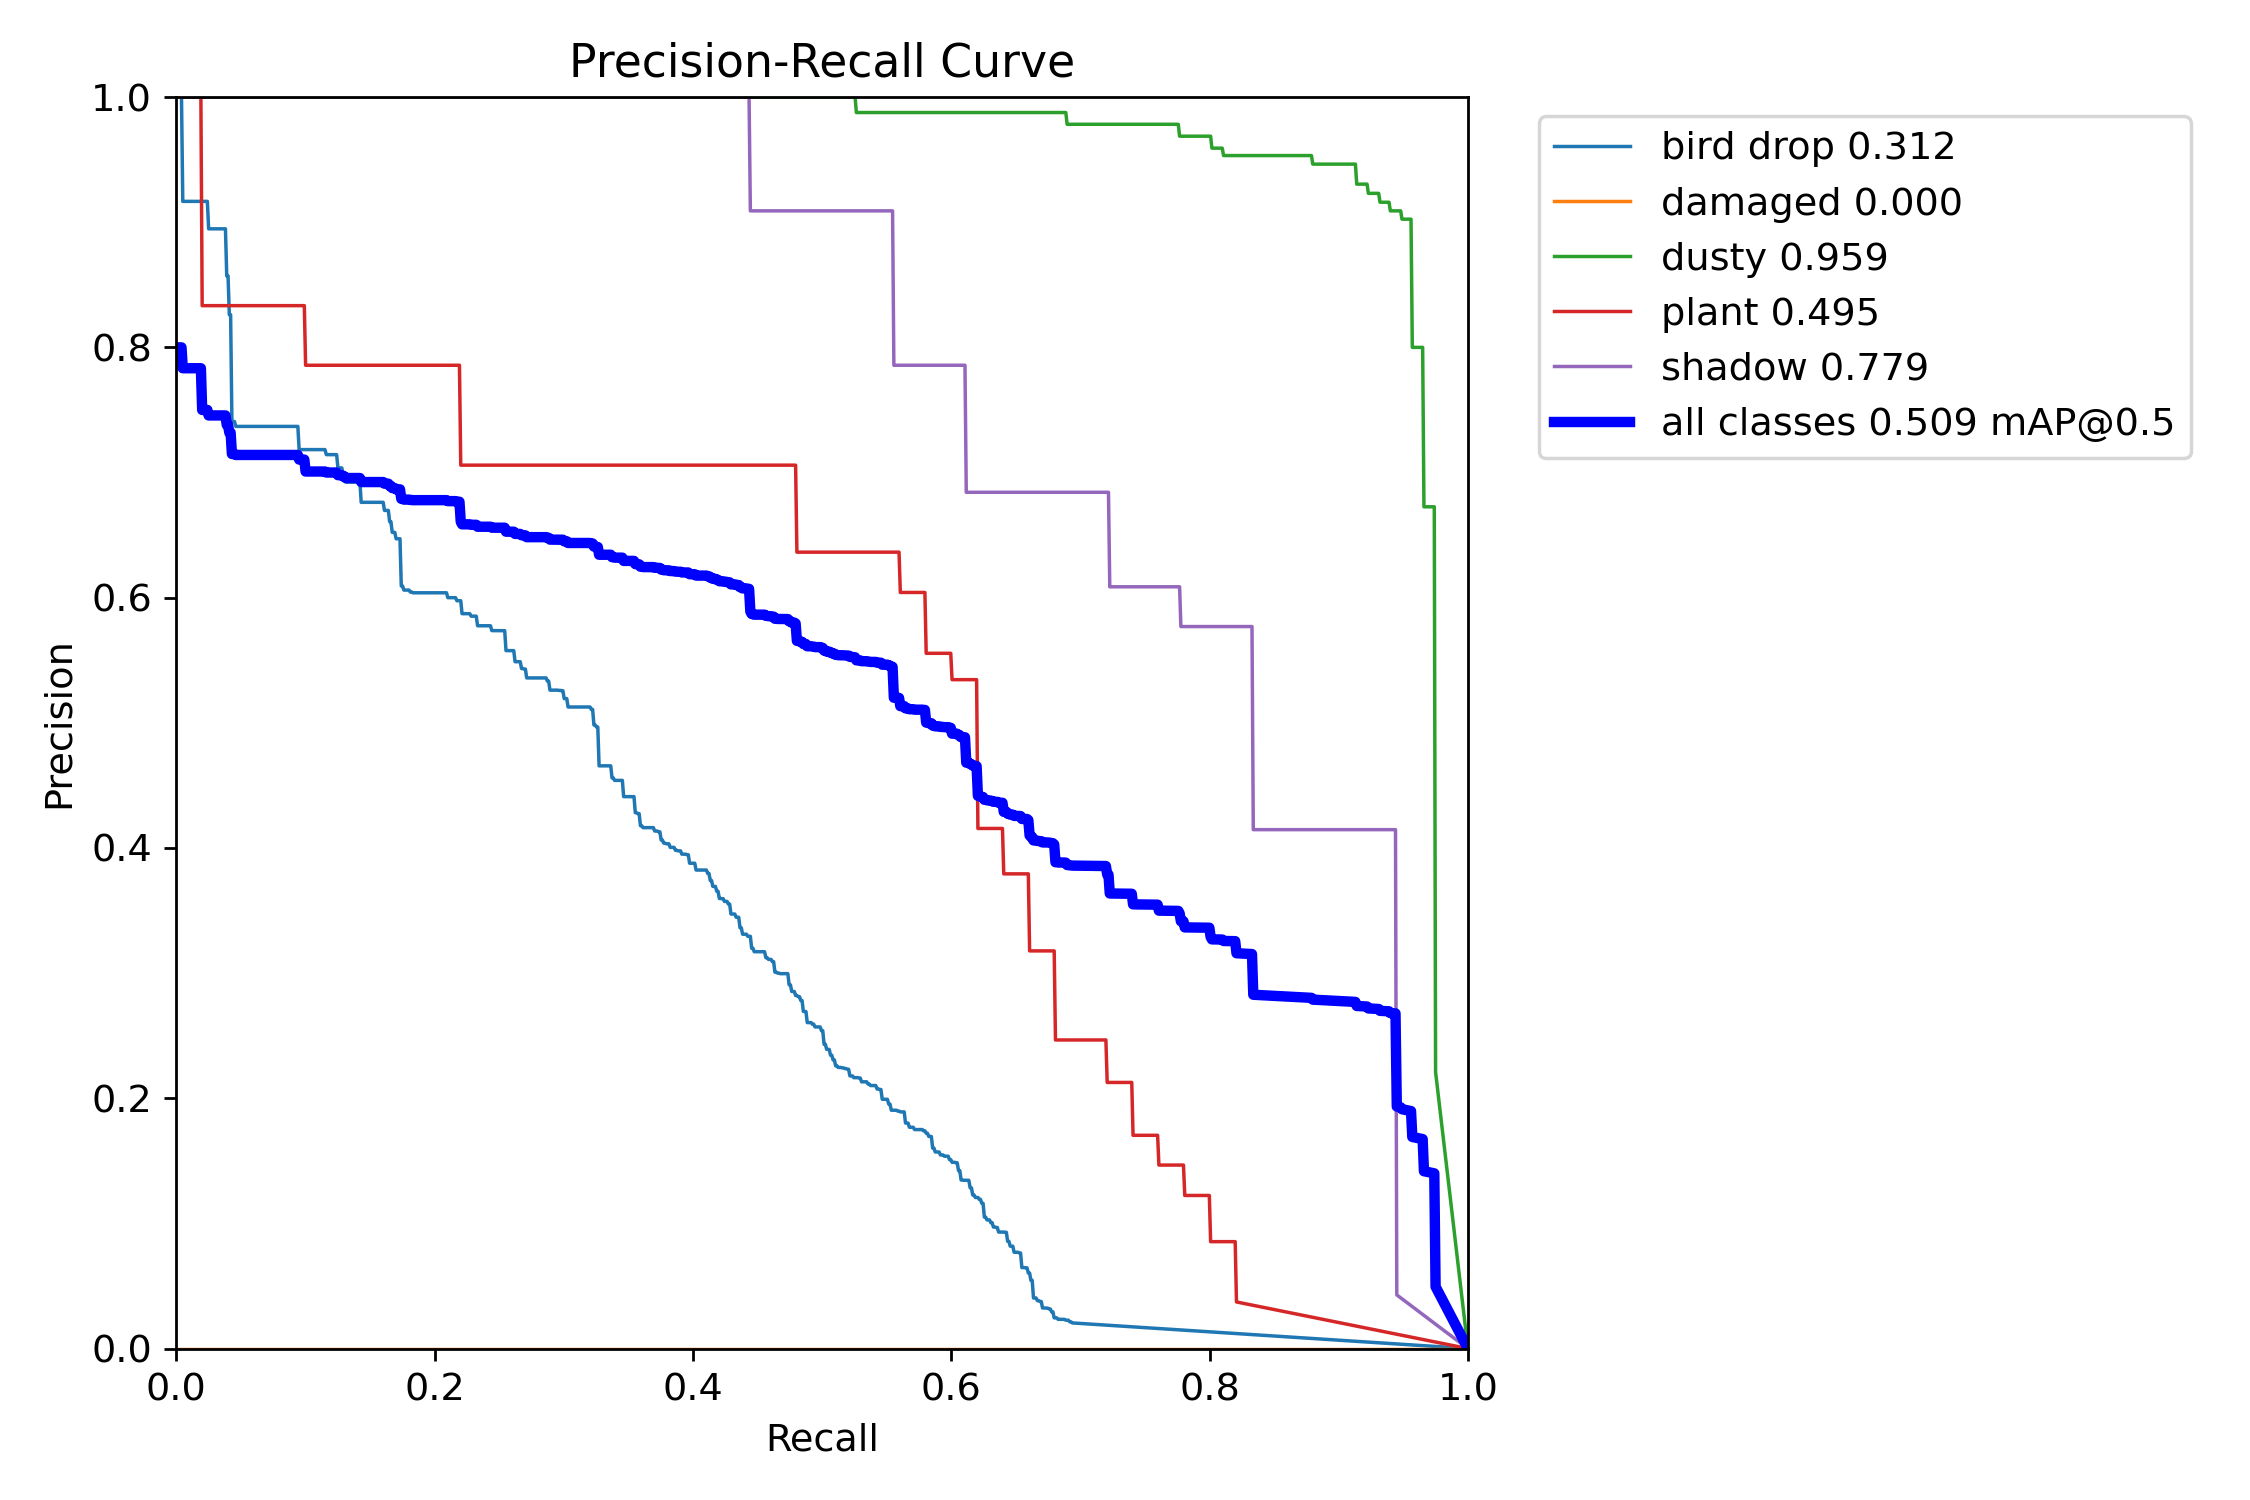 Precision-Recall Curve
1.0
0.8
0.6
0.4
0.2
0.0
Precision
0.0 0.2 0.4 0.6 0.8 1.0
Recall
bird drop 0.312
damaged 0.000
dusty 0.959
plant 0.495
shadow 0.779
all classes 0.509 mAP@0.5